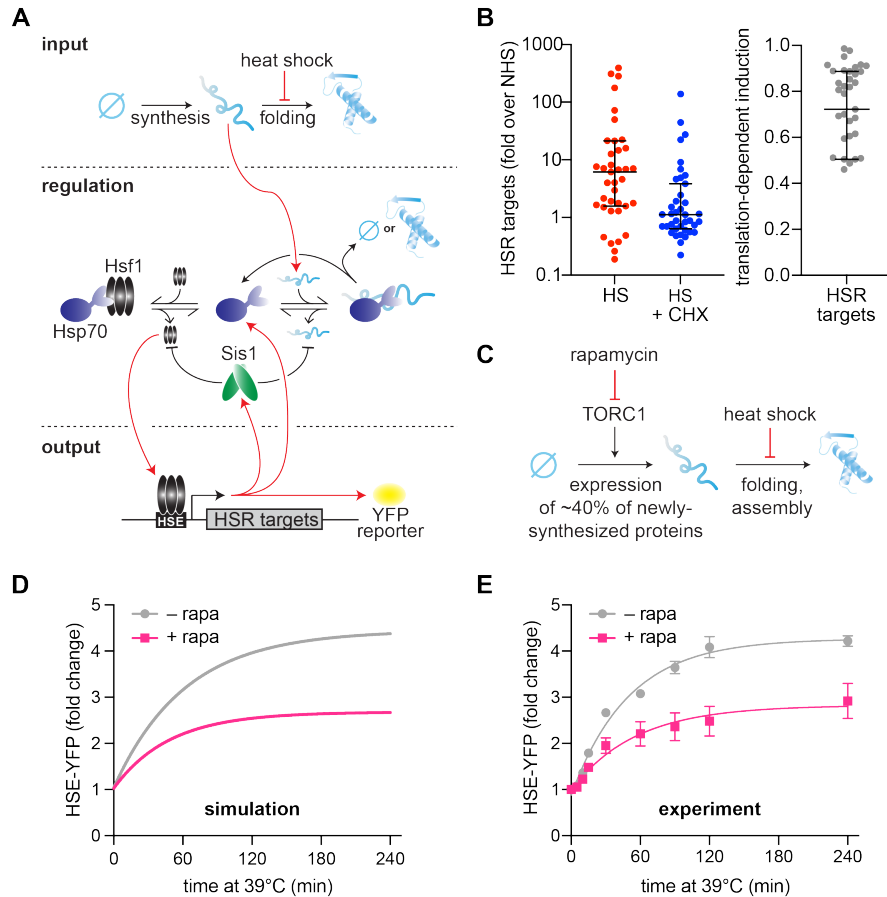 A
input
heat shock
synthesis
folding
regulation
or
Hsf1
Hsp70
Sis1
output
HSE
HSR targets
YFP
reporter
B
HSR targets (fold over NHS)
1000
100
10
1
0.1
HS
HS
+ CHX
translation-dependent induction
1.0
0.8
0.6
0.4
0.2
0.0
HSR
targets
C
rapamycin
TORC1
heat shock
expression
of ~40% of newly-
synthesized proteins
folding,
assembly
D
HSE-YFP (fold change)
5
4
3
2
1
0
– rapa
+ rapa
simulation
0
60
120
180
240
time at 39°C (min)
E
HSE-YFP (fold change)
5
4
3
2
1
0
– rapa
+ rapa
experiment
0
60
120
180
240
time at 39°C (min)